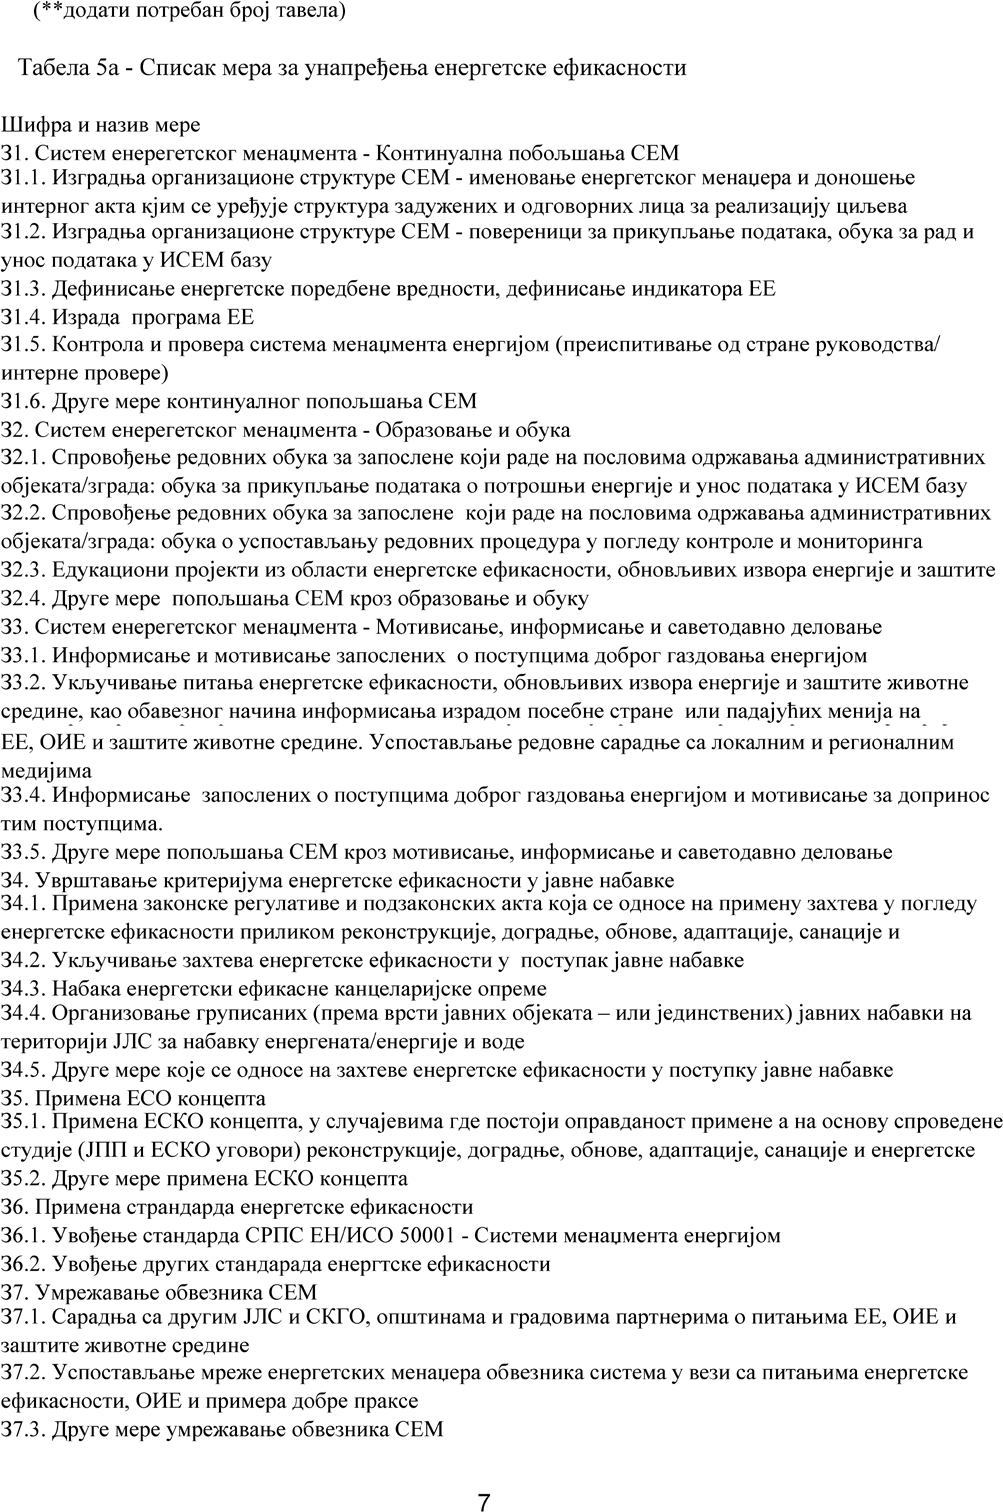 (**додати потребан број тавела)
Табела 5а - Списак мера за унапређења енергетске ефикасности
Шифра и назив мере
З1. Систем енерегетског менаџмента - Континуална побољшања СЕМ
З1.1. Изградња организационе структуре СЕМ - именовање енергетског менаџера и доношење
интерног акта кјим се уређује структура задужених и одговорних лица за реализацију циљева
З1.2. Изградња организационе структуре СЕМ - повереници за прикупљање података, обука за рад и
унос података у ИСЕМ базу
З1.3. Дефинисање енергетске поредбене вредности, дефинисање индикатора ЕЕ
З1.4. Израда  програма ЕЕ
З1.5. Контрола и провера система менаџмента енергијом (преиспитивање од стране руководства/
интерне провере)
З1.6. Друге мере континуалног попољшања СЕМ
З2. Систем енерегетског менаџмента - Образовање и обука
З2.1. Спровођење редовних обука за запослене који раде на пословима одржавања административних
објеката/зграда: обука за прикупљање података о потрошњи енергије и унос података у ИСЕМ базу
З2.2. Спровођење редовних обука за запослене  који раде на пословима одржавања административних
објеката/зграда: обука о успостављању редовних процедура у погледу контроле и мониторинга
З2.3. Едукациони пројекти из области енергетске ефикасности, обновљивих извора енергије и заштите
З2.4. Друге мере  попољшања СЕМ кроз образовање и обуку
З3. Систем енерегетског менаџмента - Мотивисање, информисање и саветодавно деловање
З3.1. Информисање и мотивисање запослених  о поступцима доброг газдовања енергијом
З3.2. Укључивање питања енергетске ефикасности, обновљивих извора енергије и заштите животне
средине, као обавезног начина информисања израдом посебне стране  или падајућих менија на
ЕЕ, ОИЕ и заштите животне средине. Успостављање редовне сарадње са локалним и регионалним
медијима
З3.4. Информисање  запослених о поступцима доброг газдовања енергијом и мотивисање за допринос
тим поступцима.
З3.5. Друге мере попољшања СЕМ кроз мотивисање, информисање и саветодавно деловање
З4. Уврштавање критеријума енергетске ефикасности у јавне набавке
З4.1. Примена законске регулативе и подзаконских акта која се односе на примену захтева у погледу
енергетске ефикасности приликом реконструкције, доградње, обнове, адаптације, санације и
З4.2. Укључивање захтева енергетске ефикасности у  поступак јавне набавке
З4.3. Набака енергетски ефикасне канцеларијске опреме
З4.4. Организовање груписаних (према врсти јавних објеката – или јединствених) јавних набавки на
територији ЈЛС за набавку енергената/енергије и воде
З4.5. Друге мере које се односе на захтеве енергетске ефикасности у поступку јавне набавке
З5. Примена ЕСО концепта
З5.1. Примена ЕСКО концепта, у случајевима где постоји оправданост примене а на основу спроведене
студије (ЈПП и ЕСКО уговори) реконструкције, доградње, обнове, адаптације, санације и енергетске
З5.2. Друге мере примена ЕСКО концепта
З6. Примена страндарда енергетске ефикасности
З6.1. Увођење стандарда СРПС ЕН/ИСО 50001 - Системи менаџмента енергијом
З6.2. Увођење других стандарада енергтске ефикасности
З7. Умрежавање обвезника СЕМ
З7.1. Сарадња са другим ЈЛС и СКГО, општинама и градовима партнерима о питањима ЕЕ, ОИЕ и
заштите животне средине
З7.2. Успостављање мреже енергетских менаџера обвезника система у вези са питањима енергетске
ефикасности, ОИЕ и примера добре праксе
З7.3. Друге мере умрежавање обвезника СЕМ
7